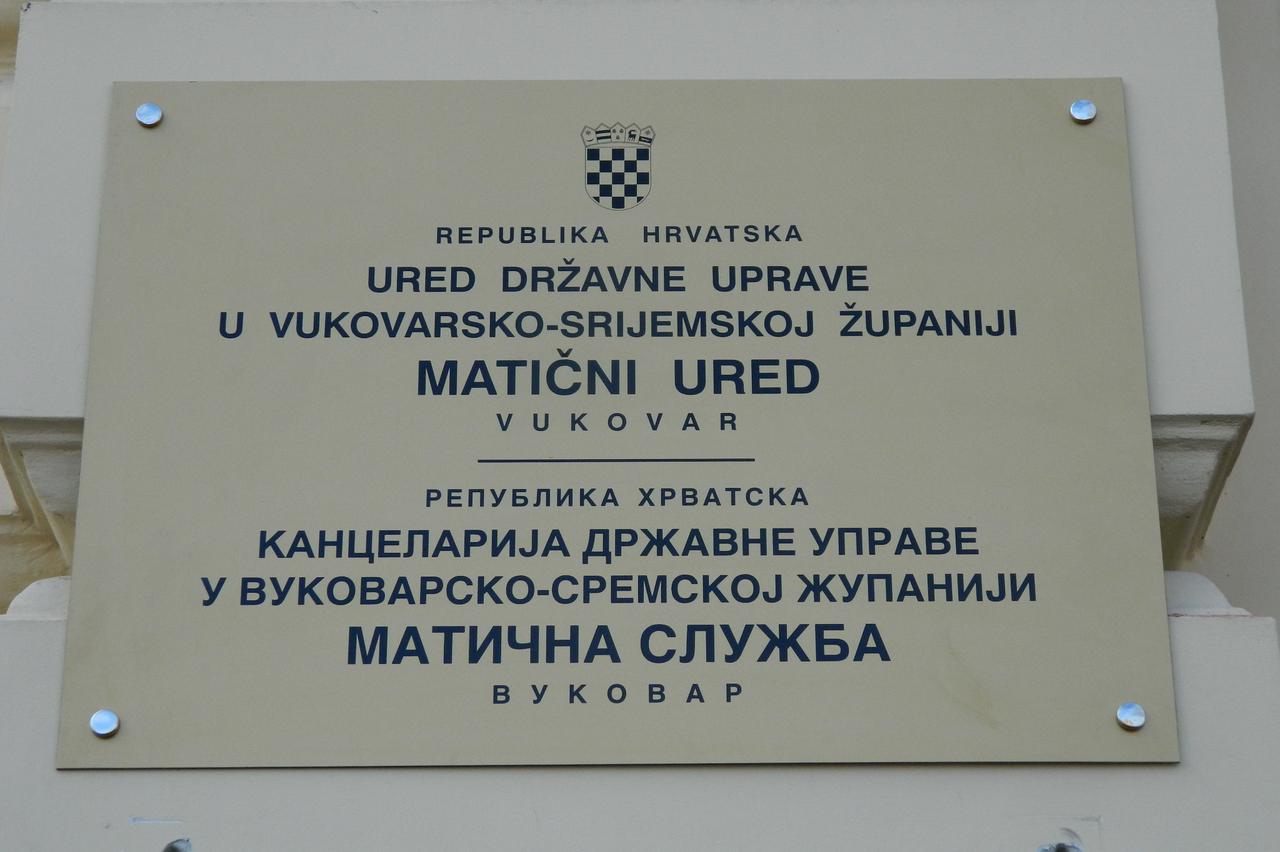 REPUBLIKA HRVATSKA
URED DRŽAVNE UPRAVE
U VUKOVARSKO-SRIJEMSKOJ ŽUPANIJI
MATIČNI URED
VUKOVAR
РЕПУБЛИКА ХРВАТСКА
КАНЦЕЛАРИЈА ДРЖАВНЕ УПРАВЕ
У ВУКОВАРСКО-СРЕМСКОЈ ЖУПАНИЈИ
МАТИЧНА СЛУЖБА
ВУКОВАР